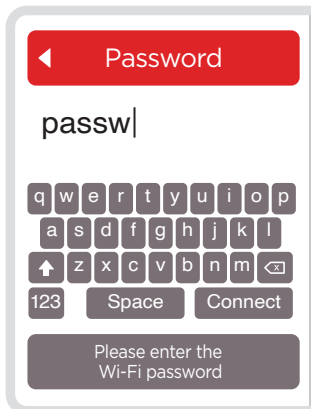 Password
passw
q w e r t y u i o p
a s d f g h j k l
z x c v b n m
123 Space Connect
Please enter the
Wi-Fi password